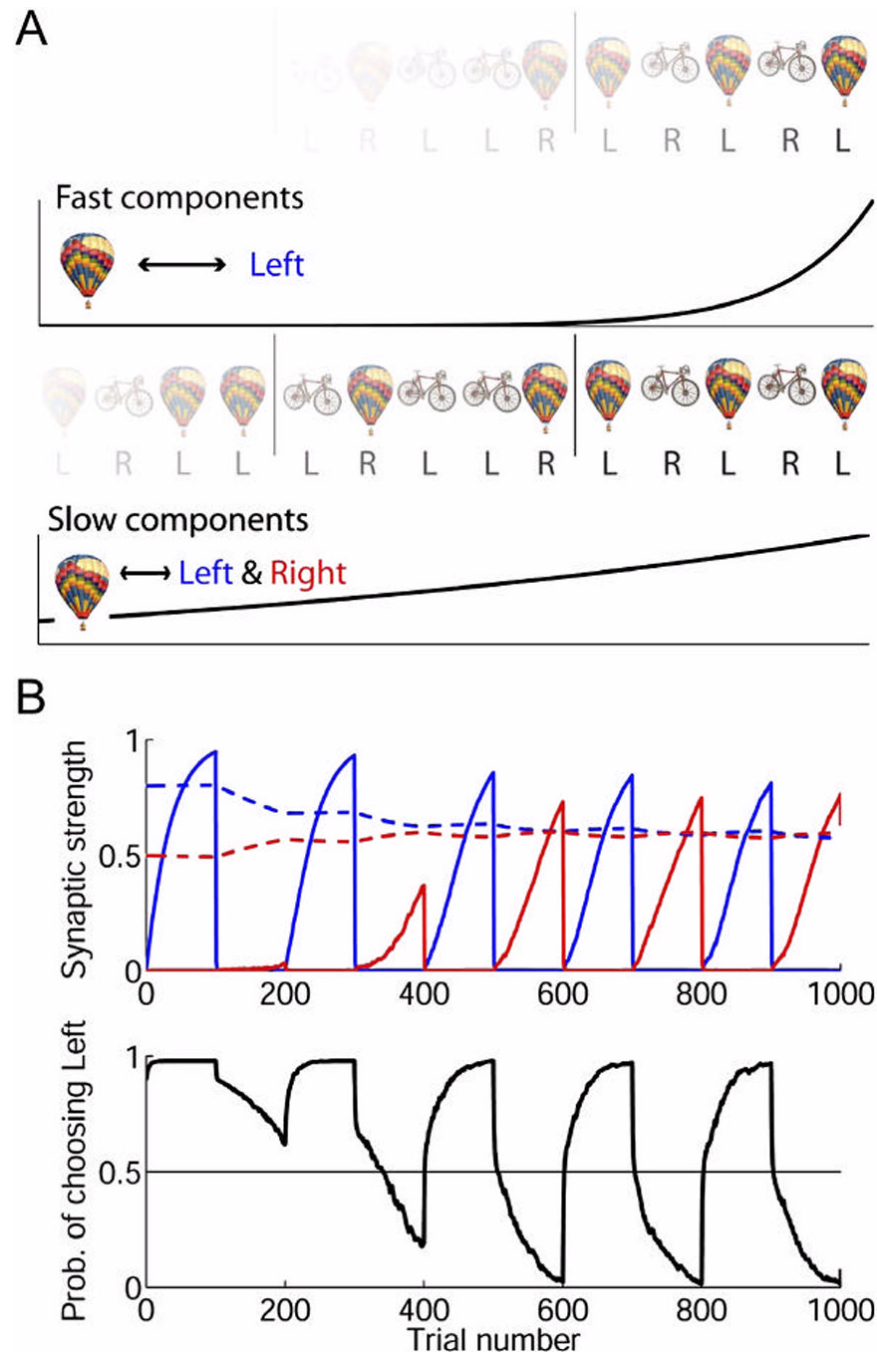 A
L R L L R L R L R L
Fast components
Left
L R L L L R L L R L R L R L
Slow components
Left & Right
B
Synaptic strength
1
0.5
0
0 200 400 600 800 1000
Prob. of choosing Left
1
0.5
0
0 200 400 600 800 1000
Trial number